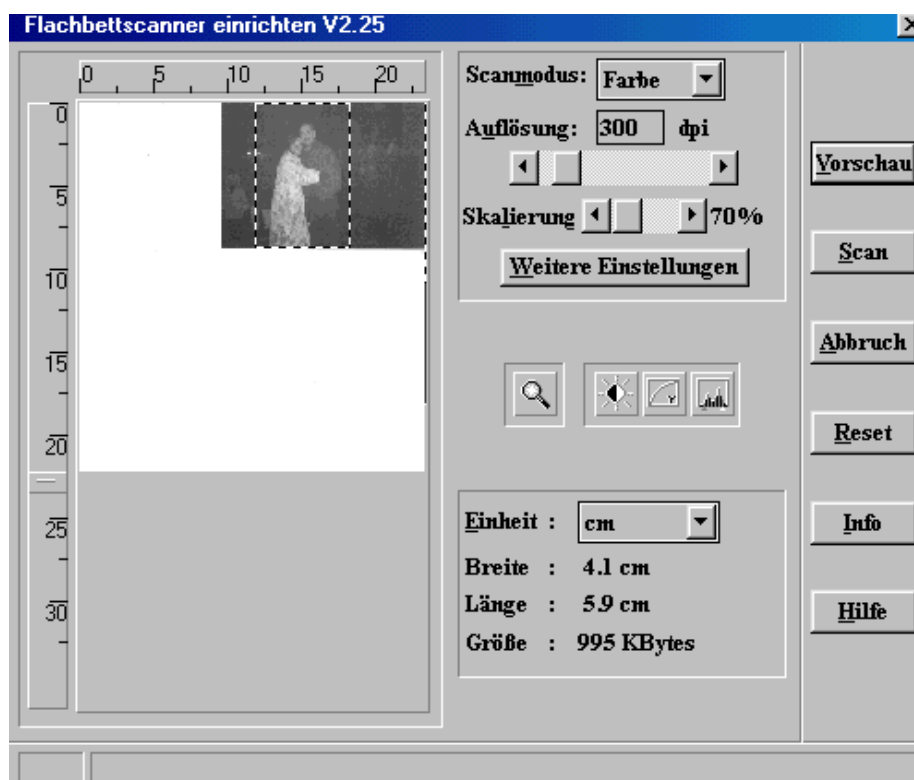 Flachbettscanner einrichten V2.25
0 5 10 15 20
0
5
10
15
20
25
30
Scanmodus: Farbe
Auflösung: 300 dpi
Skalierung 70%
Weitere Einstellungen
Einheit : cm
Breite : 4.1 cm
Länge : 5.9 cm
Größe : 995 KBytes
Vorschau
Scan
Abbruch
Reset
Info
Hilfe